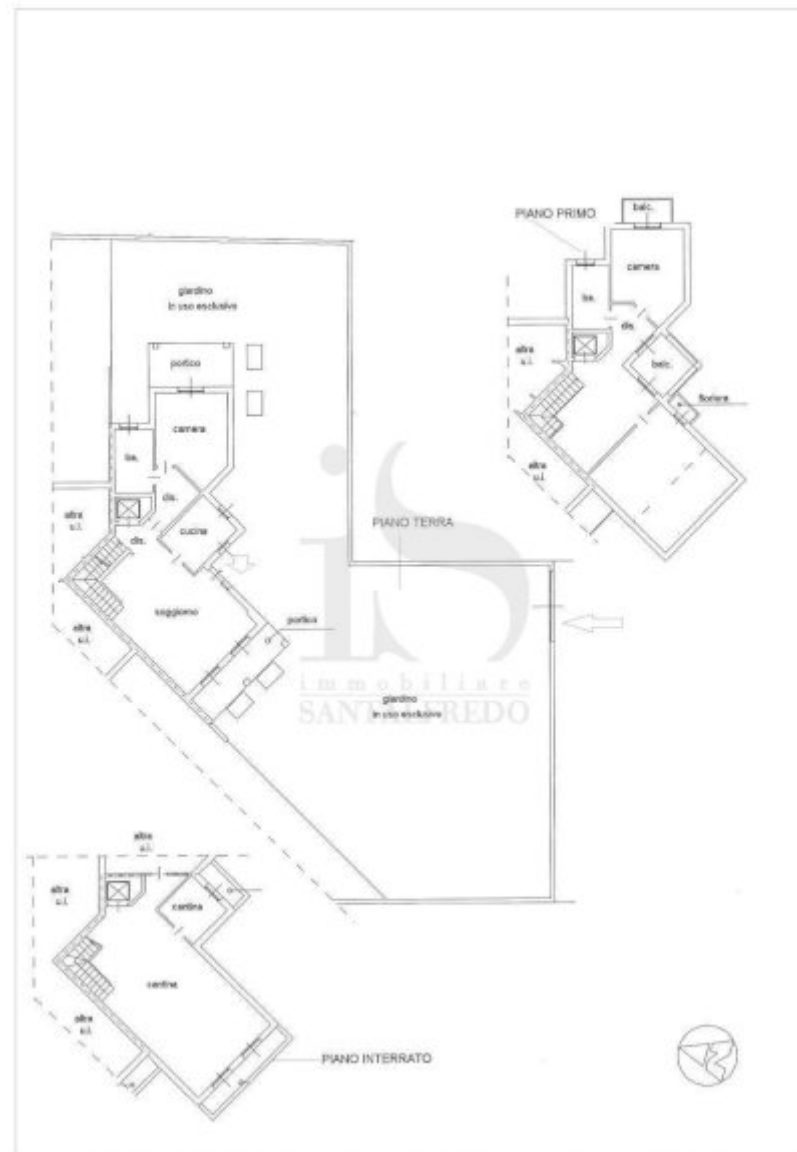 PIANO PRIMO
balc.
camera
ba.
dis.
altra
u.i.
balc.
fioriera
altra
u.i.
giardino
in uso esclusivo
portico
camera
ba.
dis.
altra
u.i.
dis.
cucina
PIANO TERRA
soggiorno
altra
u.i.
portico
iS
immobiliare
SANTALFREDO
giardino
in uso esclusivo
altra
u.i.
altra
u.i.
cantina
cantina
altra
u.i.
PIANO INTERRATO